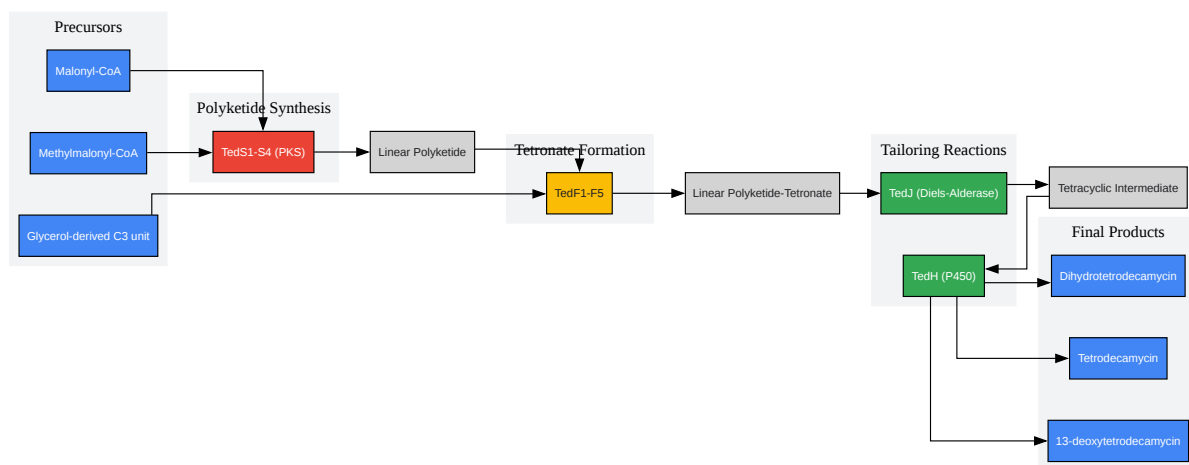 Precursors
Malonyl-CoA
Methylmalonyl-CoA
Glycerol-derived C3 unit
Polyketide Synthesis
TedS1-S4 (PKS)
Linear Polyketide
Tetronate Formation
TedF1-F5
Linear Polyketide-Tetronate
Tailoring Reactions
TedJ (Diels-Alderase)
TedH (P450)
Tetracyclic Intermediate
Final Products
Dihydrotetrodecamycin
Tetrodecamycin
13-deoxytetrodecamycin